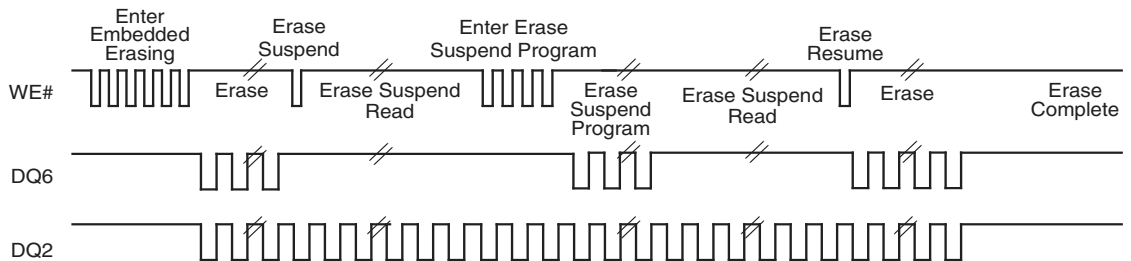 Enter
Embedded
Erasing
Erase
Suspend
Enter Erase
Suspend Program
Erase
Resume
WE#
Erase
Erase Suspend
Read
Erase
Suspend
Program
Erase Suspend
Read
Erase
Erase
Complete
DQ6
DQ2